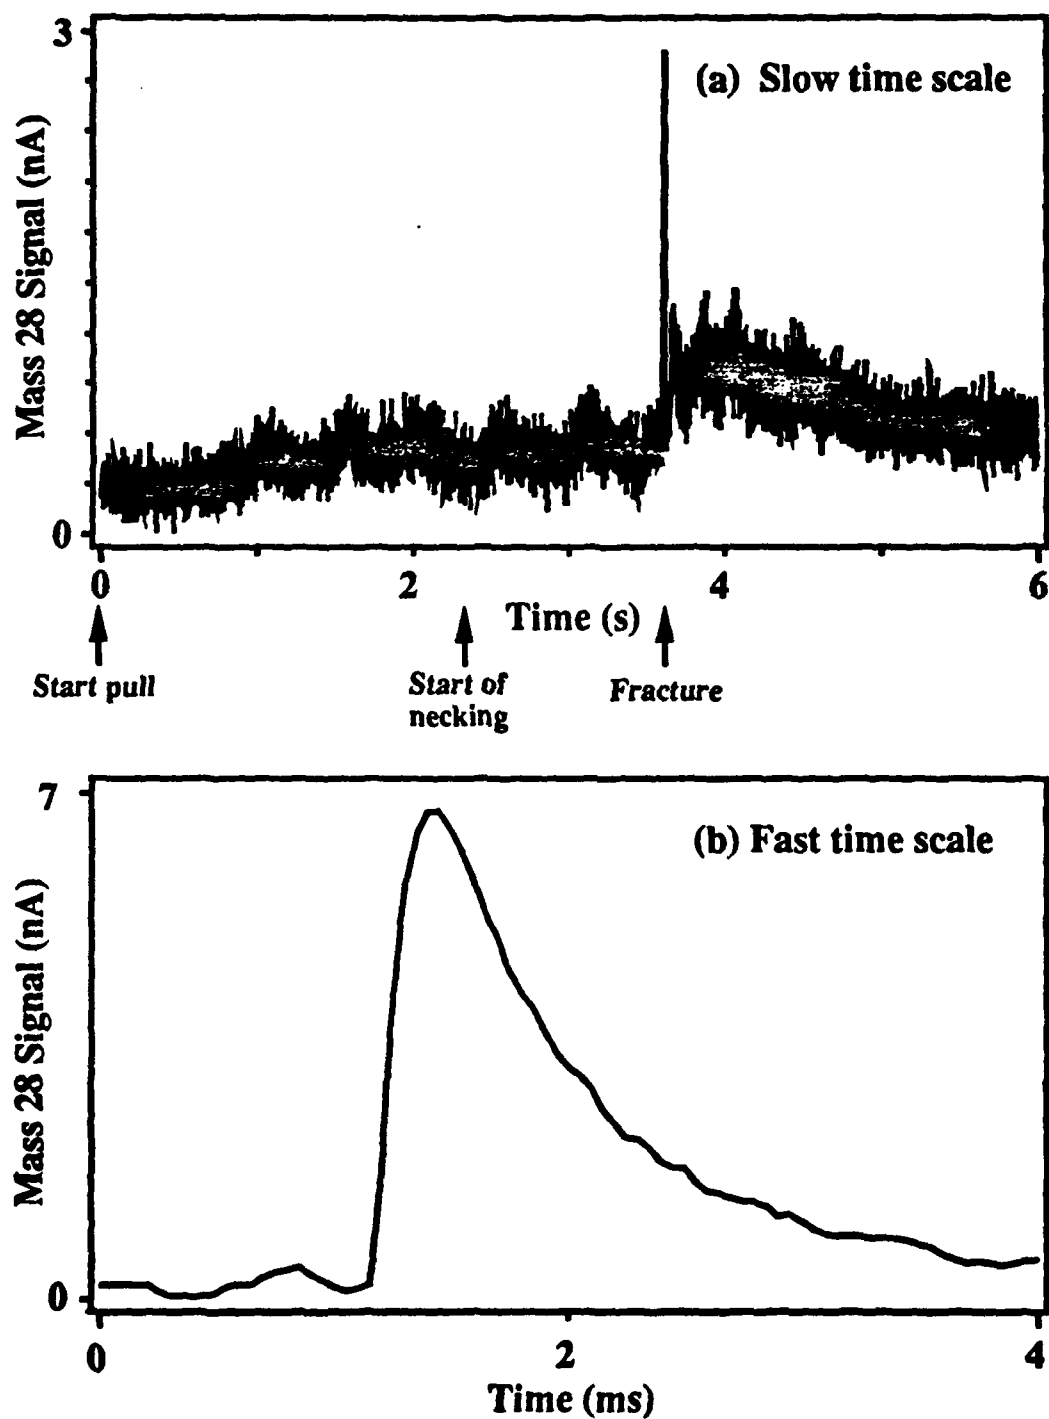 3
(a) Slow time scale
Mass 28 Signal (nA)
0
0 2 4 6
Time (s)
Start pull
Start of
necking
Fracture
7
(b) Fast time scale
Mass 28 Signal (nA)
0
0 2 4
Time (ms)